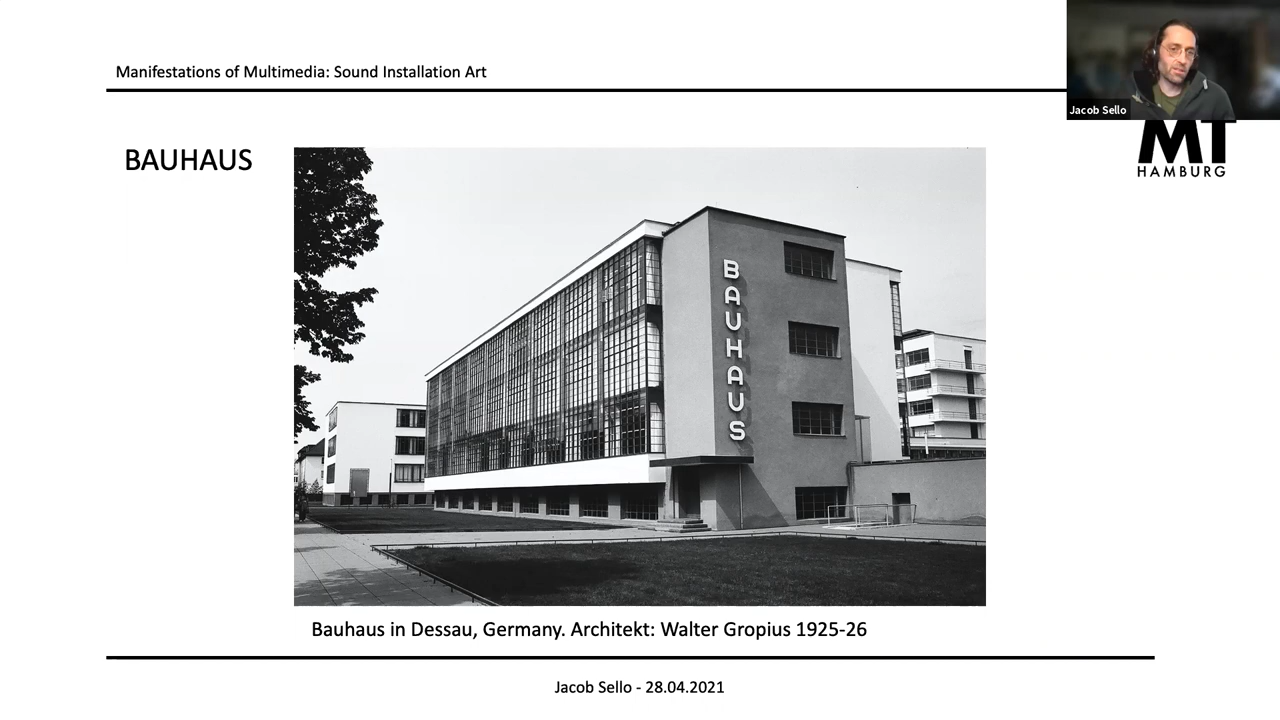 Manifestations of Multimedia: Sound Installation Art
Jacob Sello
MT
HAMBURG
BAUHAUS
BAUHAUS
Bauhaus in Dessau, Germany. Architekt: Walter Gropius 1925-26
Jacob Sello - 28.04.2021